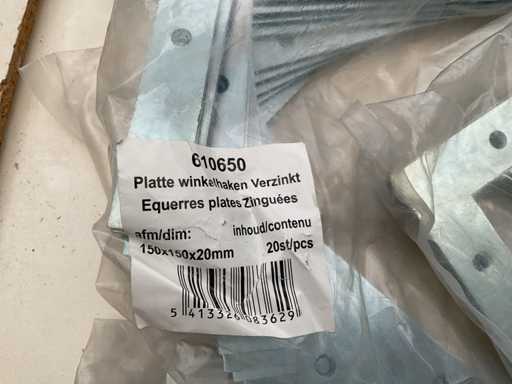 610650
Platte winkelhaken Verzinkt
Equerres plates Zinguées
afm/dim: inhoud/contenu
150x150x20mm 20st/pcs
5 413326 083629